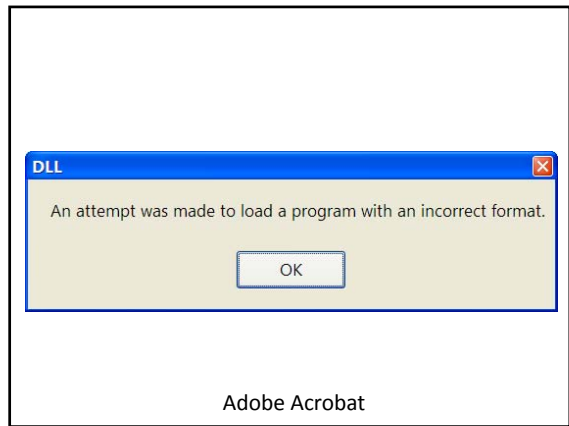 DLL
An attempt was made to load a program with an incorrect format.
OK
Adobe Acrobat